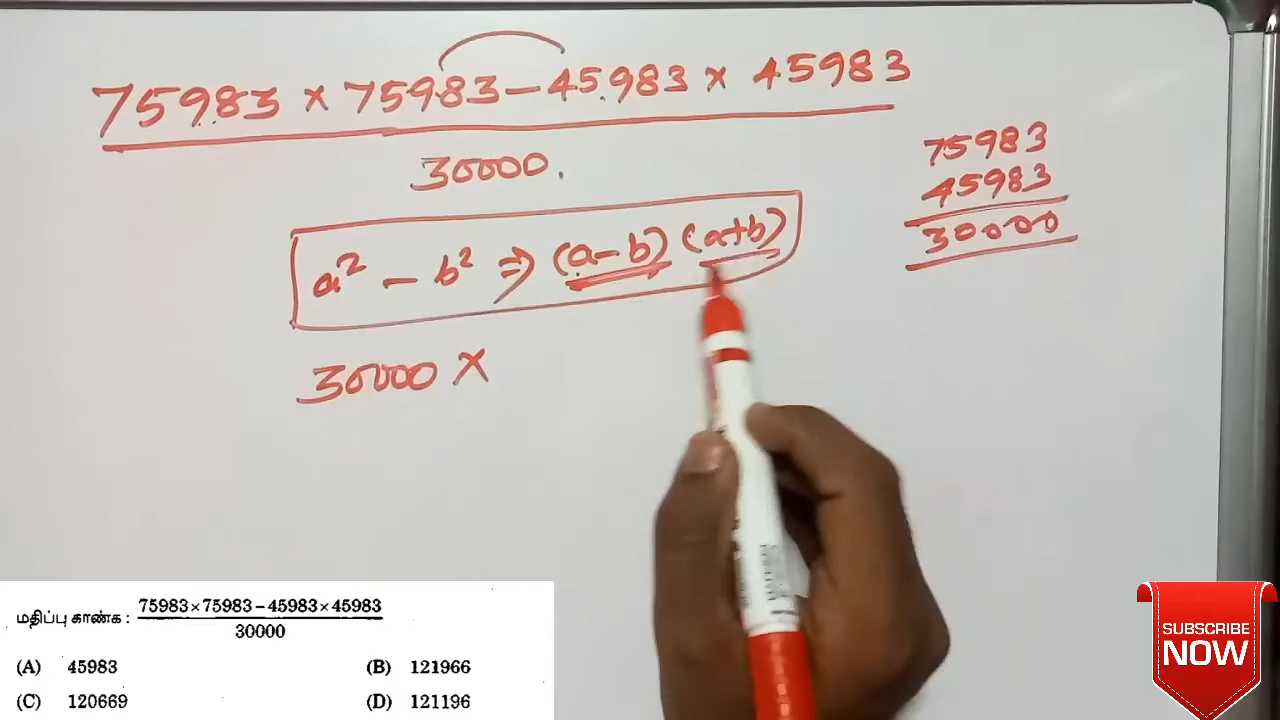 75983 × 75983 – 45983 × 45983
30000.
75983
45983
30000
a² – b² ⇒ (a – b) (a+b)
30000 ×
மதிப்பு காண்க : 75983×75983 – 45983×45983
30000
(A) 45983 (B) 121966
(C) 120669 (D) 121196
SUBSCRIBE
NOW